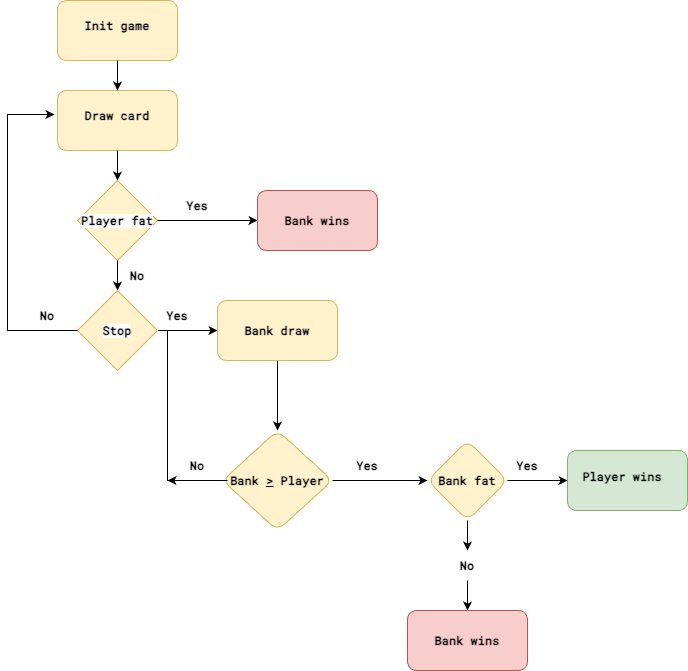 Init game
Draw card
Player fat
Yes
Bank wins
No
No
Stop
Yes
Bank draw
No
Bank ≥ Player
Yes
Bank fat
Yes
Player wins
No
Bank wins